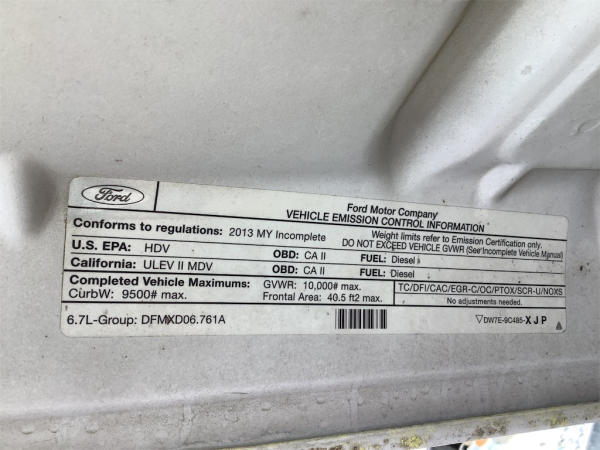 Ford
Ford Motor Company
VEHICLE EMISSION CONTROL INFORMATION
Conforms to regulations: 2013 MY Incomplete
Weight limits refer to Emission Certification only.
DO NOT EXCEED VEHICLE GVWR (See Incomplete Vehicle Manual)
U.S. EPA: HDV OBD: CA II FUEL: Diesel
California: ULEV II MDV OBD: CA II FUEL: Diesel
Completed Vehicle Maximums: GVWR: 10,000# max. TC/DFI/CAC/EGR-C/OC/PTOX/SCR-U/NOXS
CurbW: 9500# max. Frontal Area: 40.5 ft2 max. No adjustments needed.
6.7L-Group: DFMXD06.761A DW7E-9C485-XJP